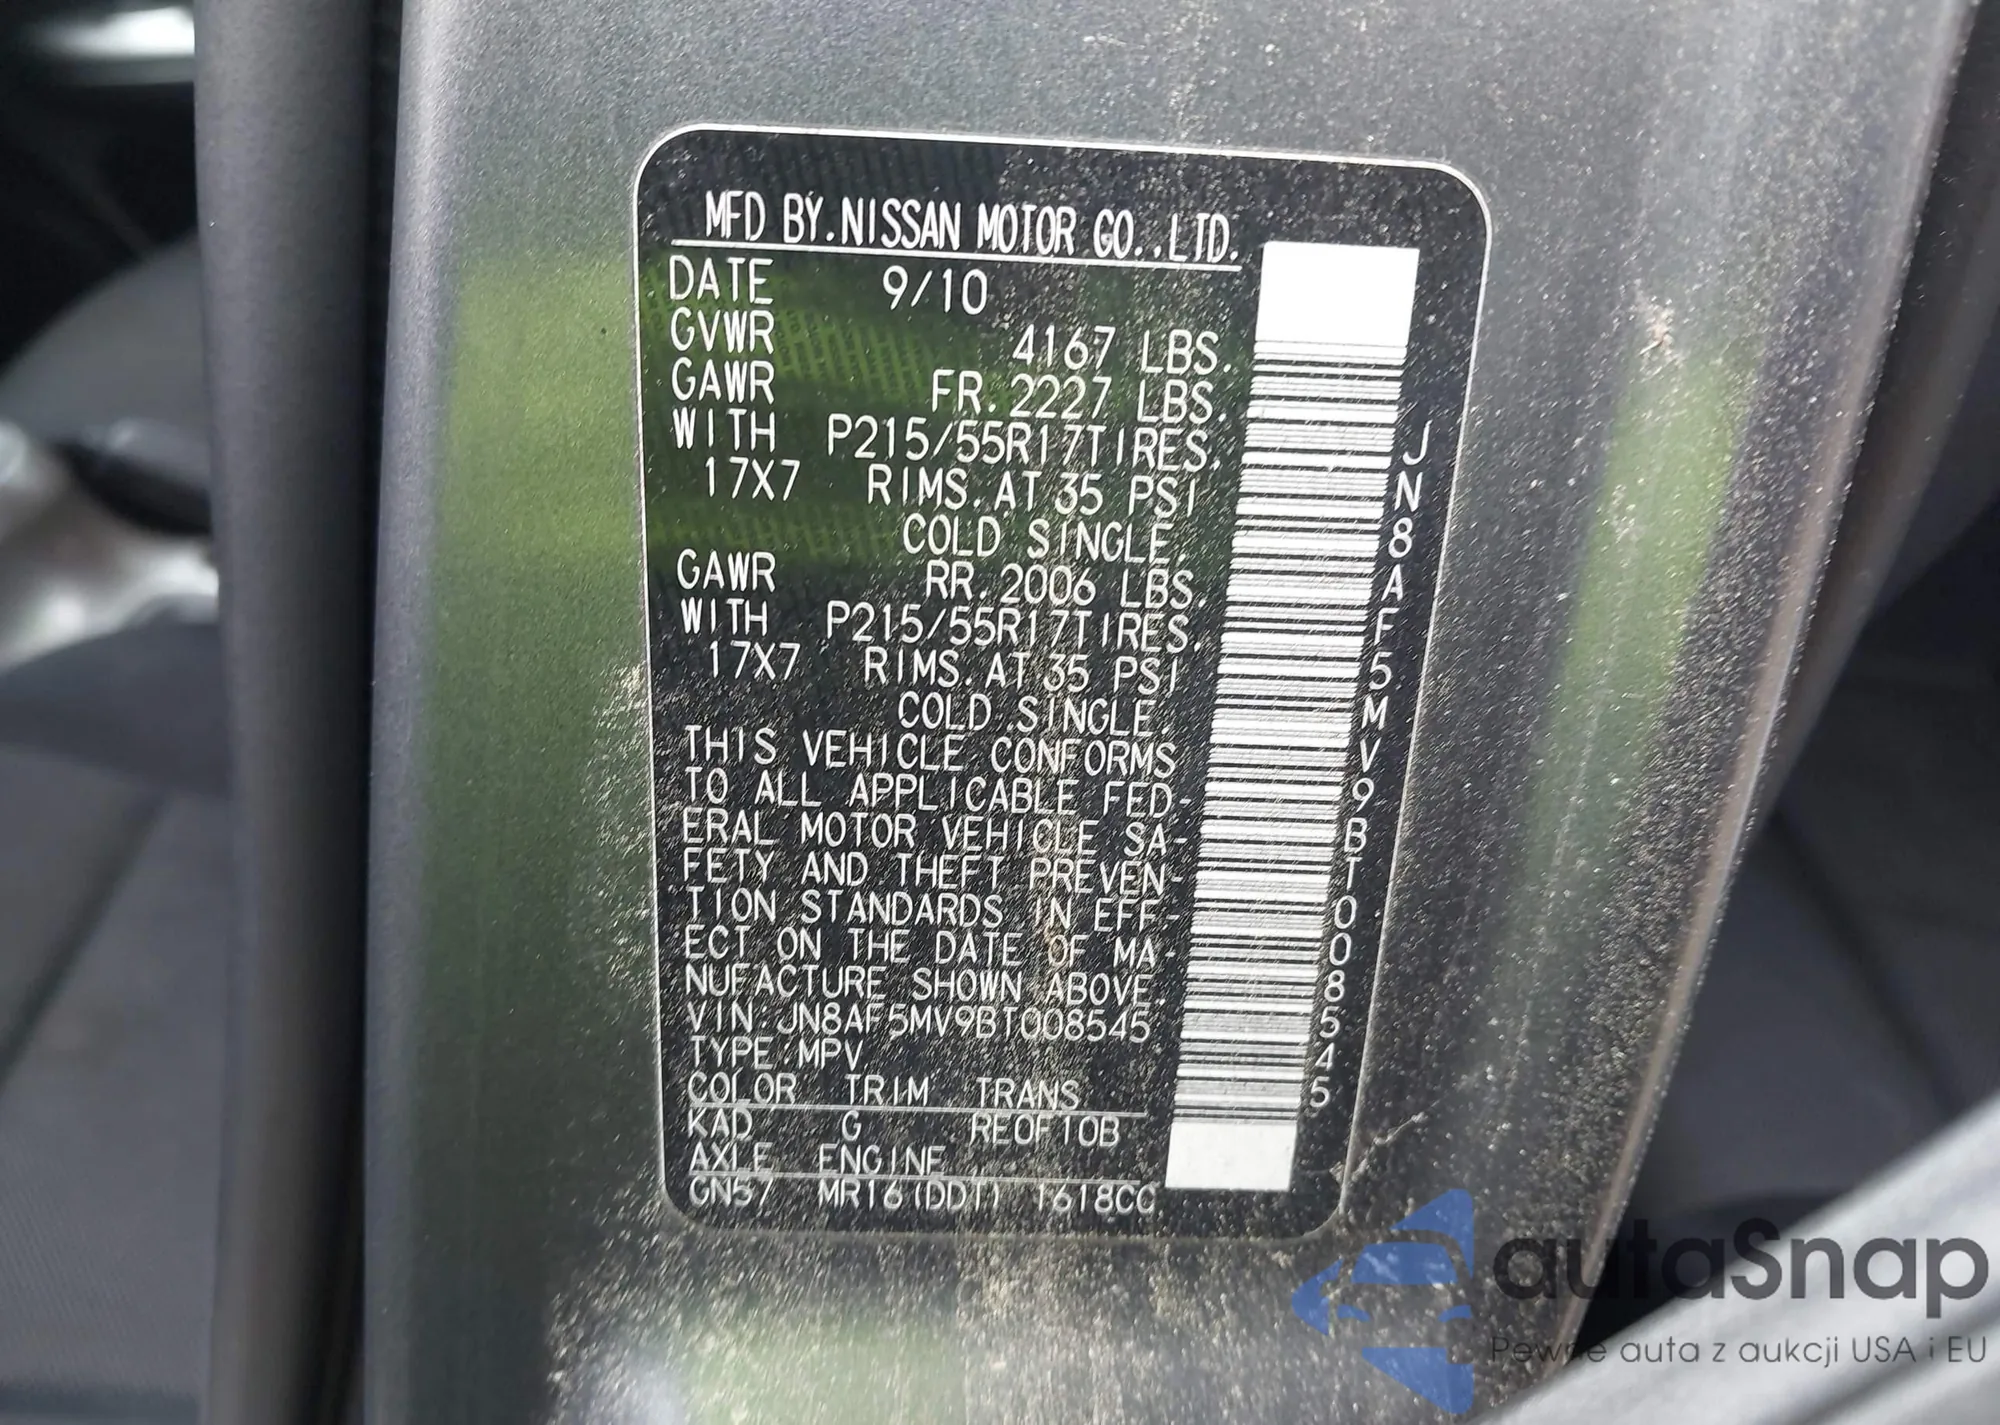 MFD BY.NISSAN MOTOR CO.,LTD.
DATE 9/10
GVWR 4167 LBS.
GAWR FR.2227 LBS.
WITH P215/55R17TIRES,
17X7 RIMS.AT 35 PSI
COLD SINGLE.
GAWR RR.2006 LBS.
WITH P215/55R17TIRES,
17X7 RIMS.AT 35 PSI
COLD SINGLE.
THIS VEHICLE CONFORMS
TO ALL APPLICABLE FED-
ERAL MOTOR VEHICLE SA-
FETY AND THEFT PREVEN-
TION STANDARDS IN EFF-
ECT ON THE DATE OF MA-
NUFACTURE SHOWN ABOVE.
VIN:JN8AF5MV9BT008545
TYPE:MPV
COLOR TRIM TRANS
KAD G RE0F10B
AXLE ENGINE
GN57 MR16(DDT) 1618CC
JN8AF5MV9BT008545
autaSnap
Pewne auta z aukcji USA i EU